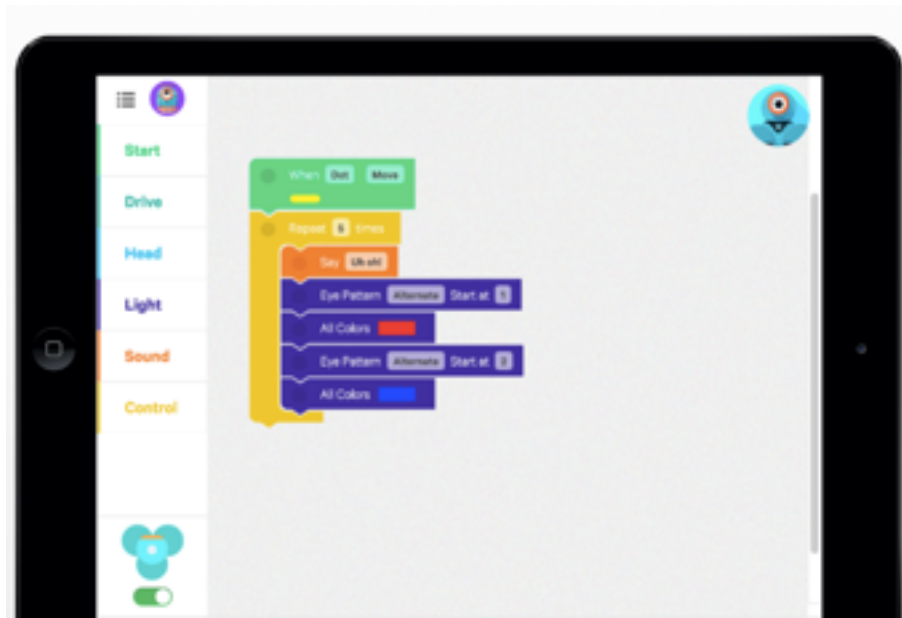 Start
Drive
Head
Light
Sound
Control
When Dot Move
Repeat 5 times
Say Uh oh!
Eye Pattern Alternate Start at 1
All Colors
Eye Pattern Alternate Start at 2
All Colors